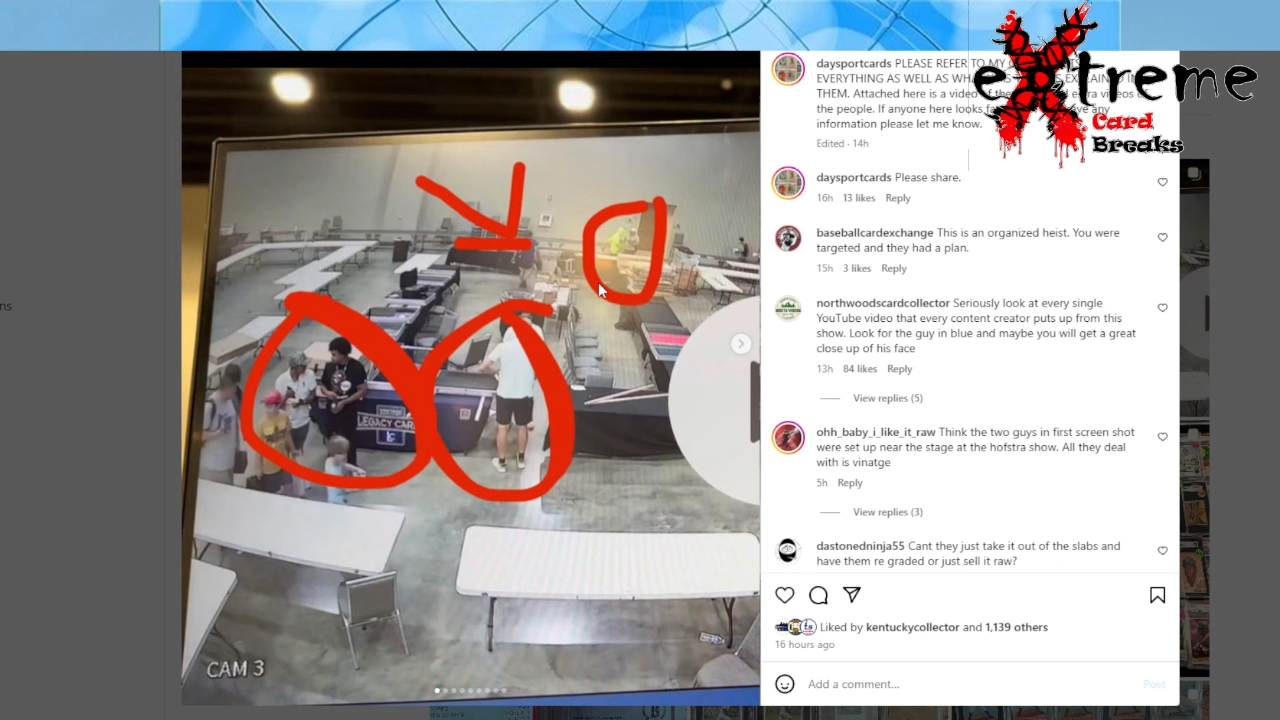 ns
LEGACY CAR
CAM 3
daysportcards PLEASE REFER TO MY
EVERYTHING AS WELL AS
THEM. Attached here is a video of
the people. If anyone here looks any
information please let me know.
Edited · 14h
eXtreme
Card
Breaks
daysportcards Please share.
16h 13 likes Reply
baseballcardexchange This is an organized heist. You were
targeted and they had a plan.
15h 3 likes Reply
northwoodscardcollector Seriously look at every single
YouTube video that every content creator puts up from this
show. Look for the guy in blue and maybe you will get a great
close up of his face
13h 84 likes Reply
View replies (5)
ohh_baby_i_like_it_raw Think the two guys in first screen shot
were set up near the stage at the hofstra show. All they deal
with is vinatge
5h Reply
View replies (3)
dastonedninja55 Cant they just take it out of the slabs and
have them re graded or just sell it raw?
Liked by kentuckycollector and 1,139 others
16 hours ago
Add a comment...
Post